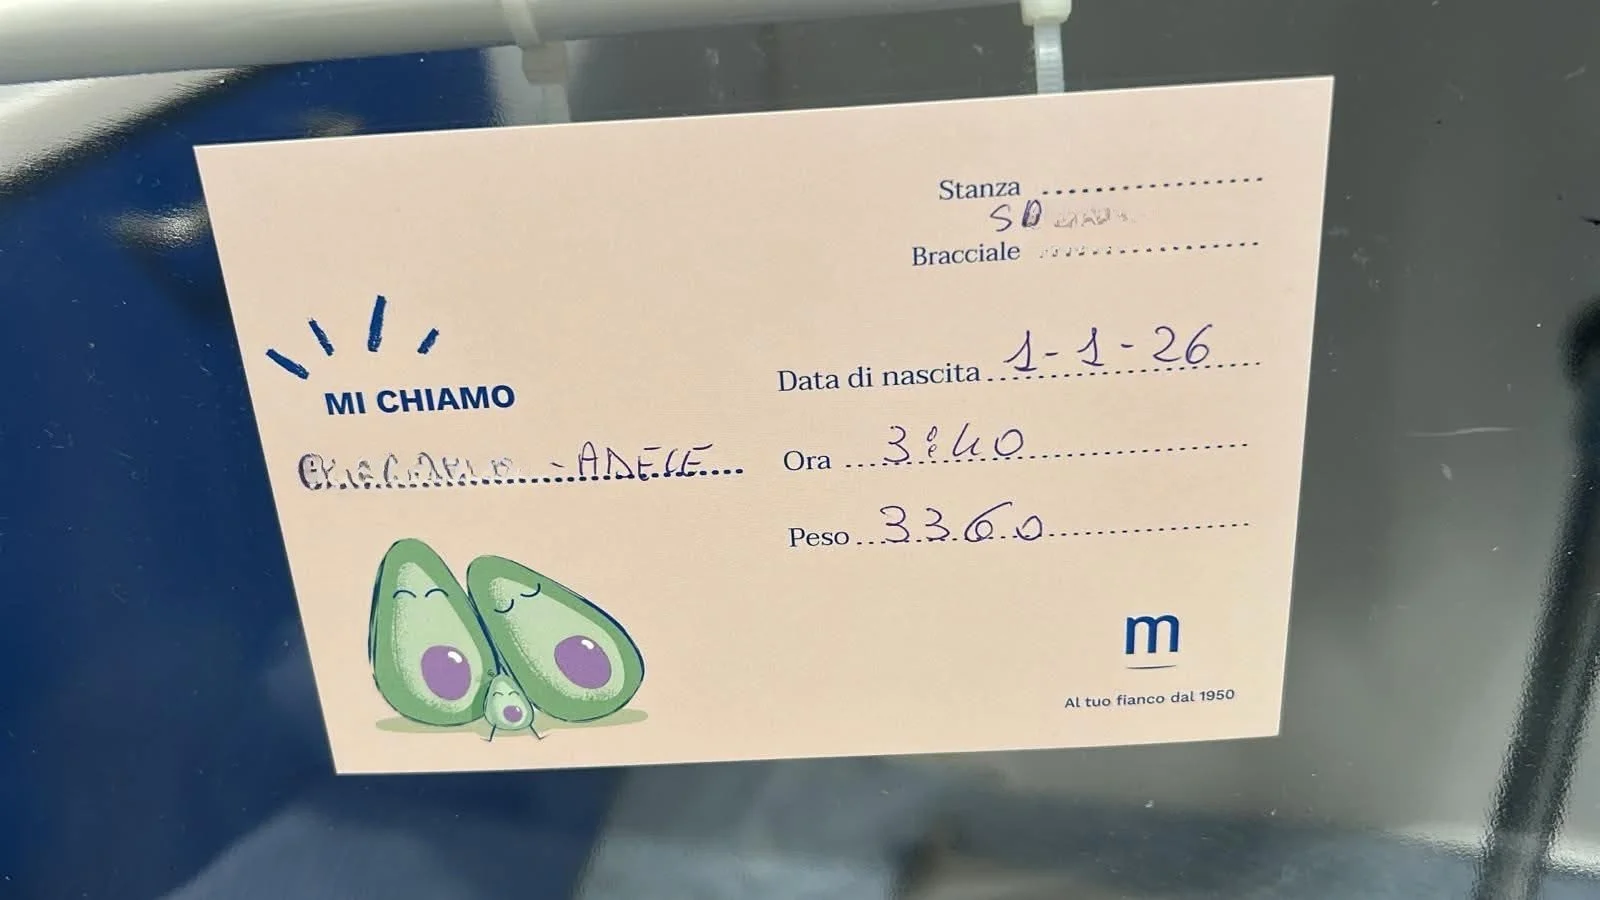 Stanza ....................
SD
Bracciale ....................
MI CHIAMO
- ADELE
Data di nascita 1-1-26
Ora 3:40
Peso 3360
m
Al tuo fianco dal 1950